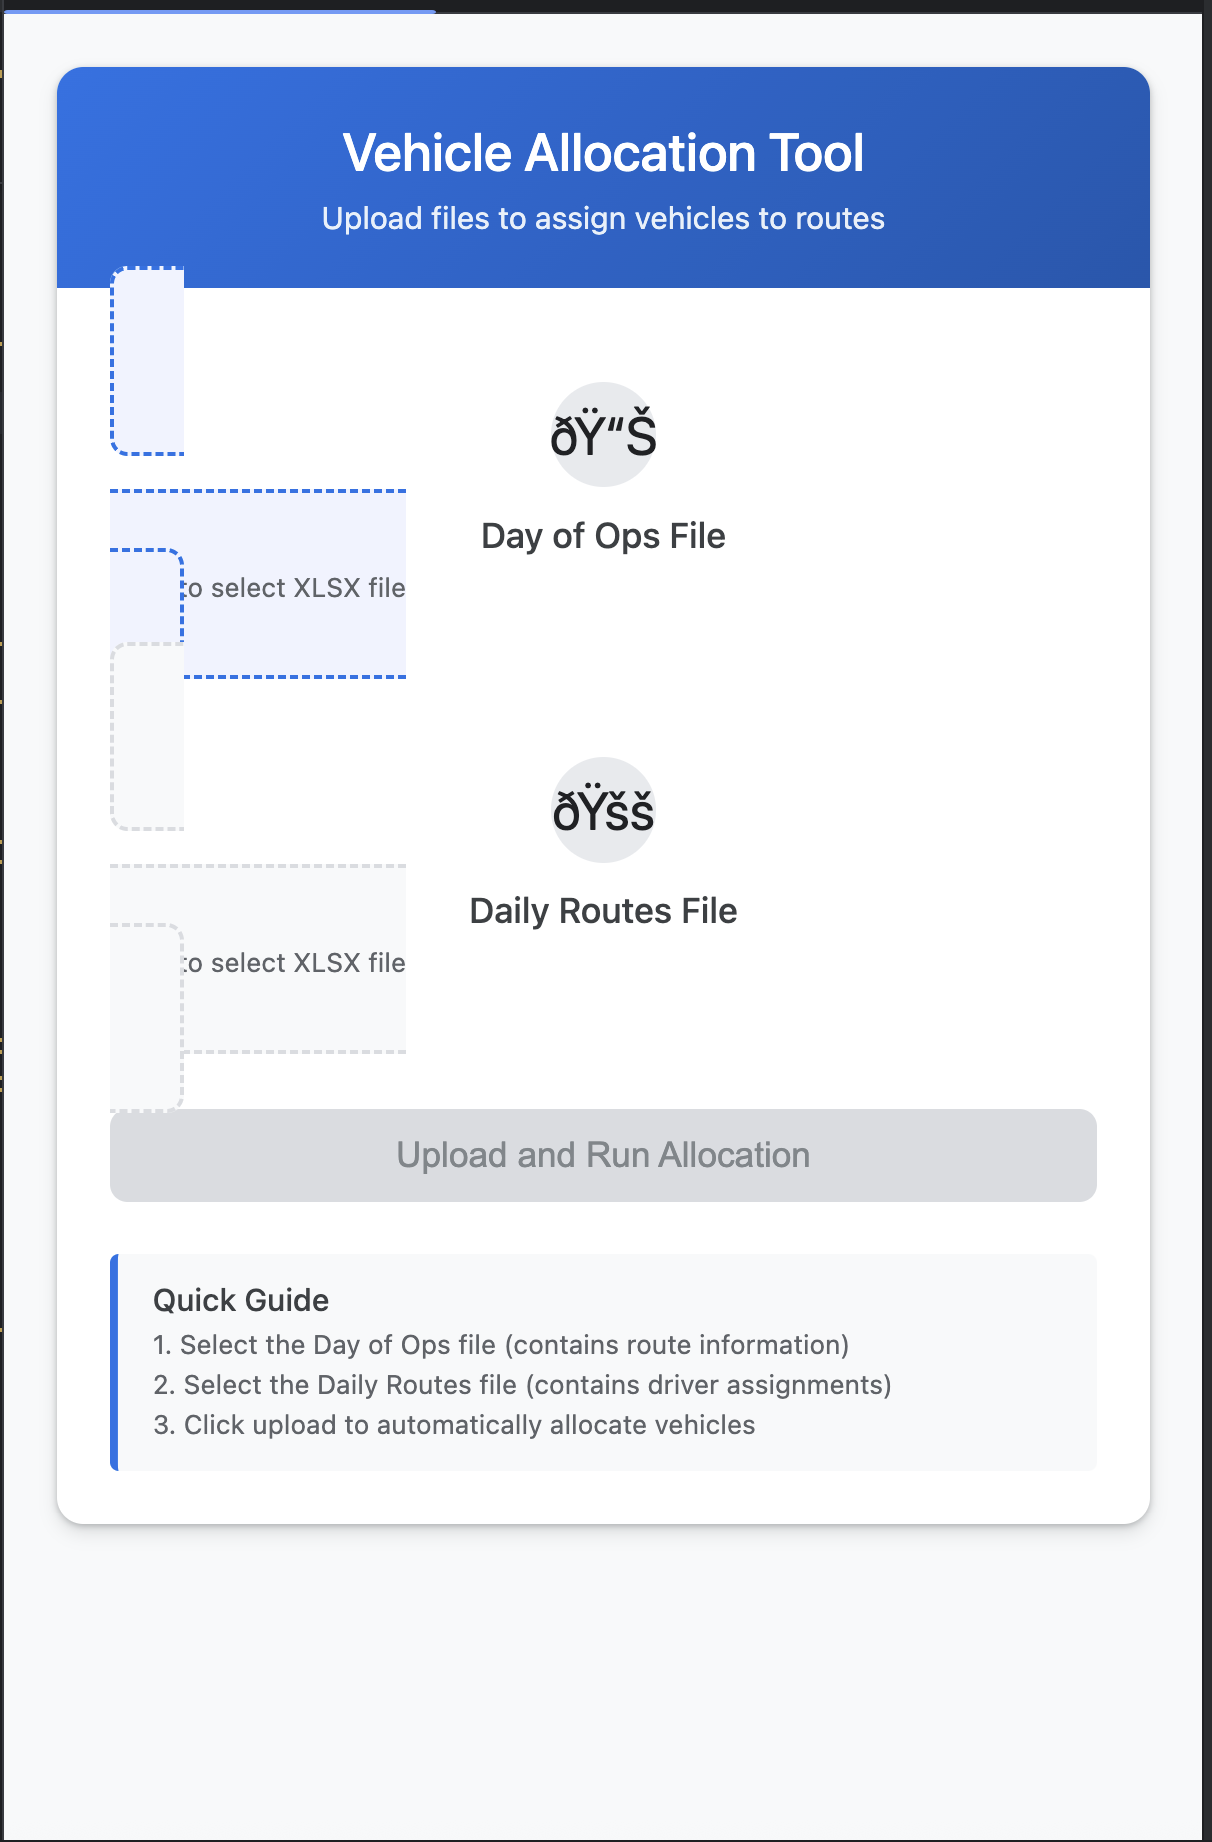 Vehicle Allocation Tool
Upload files to assign vehicles to routes
ðŸ“Š
Day of Ops File
to select XLSX file
ðŸšš
Daily Routes File
to select XLSX file
Upload and Run Allocation
Quick Guide
1. Select the Day of Ops file (contains route information)
2. Select the Daily Routes file (contains driver assignments)
3. Click upload to automatically allocate vehicles